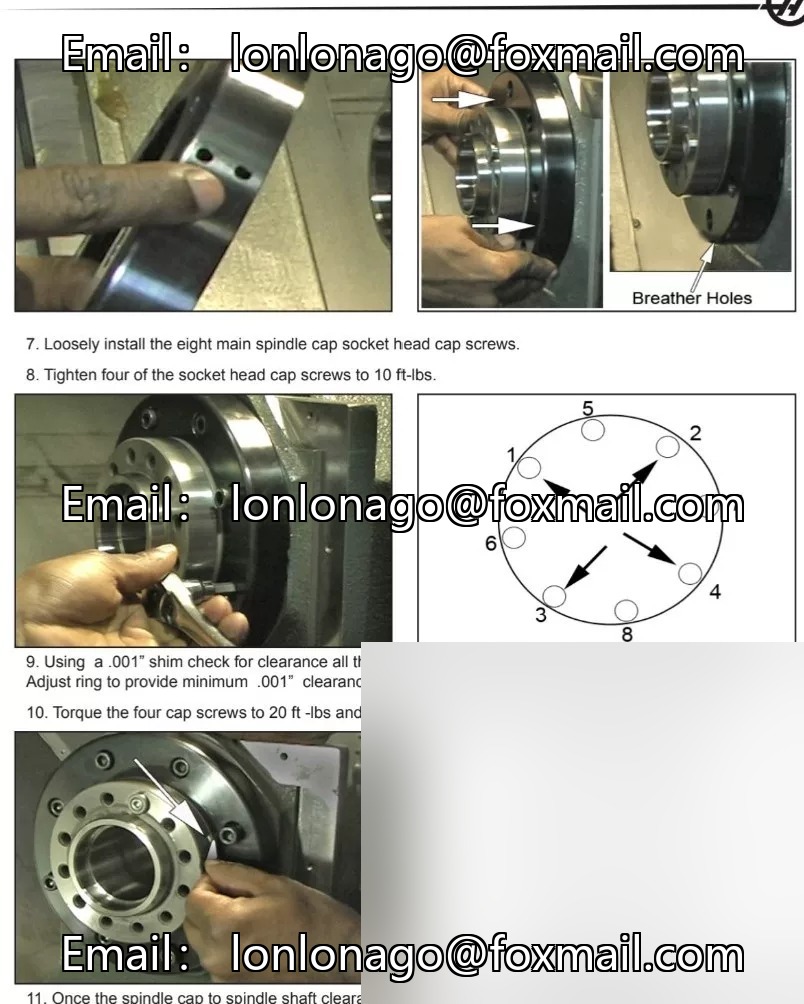 Email： lonlonago@foxmail.com
Breather Holes
7. Loosely install the eight main spindle cap socket head cap screws.
8. Tighten four of the socket head cap screws to 10 ft-lbs.
5
2
1
Email： lonlonago@foxmail.com
6
4
3
8
9. Using a .001” shim check for clearance all
Adjust ring to provide minimum .001”
10. Torque the four cap screws to 20 ft -lbs and
Email： lonlonago@foxmail.com
11. Once the spindle cap to spindle shaft